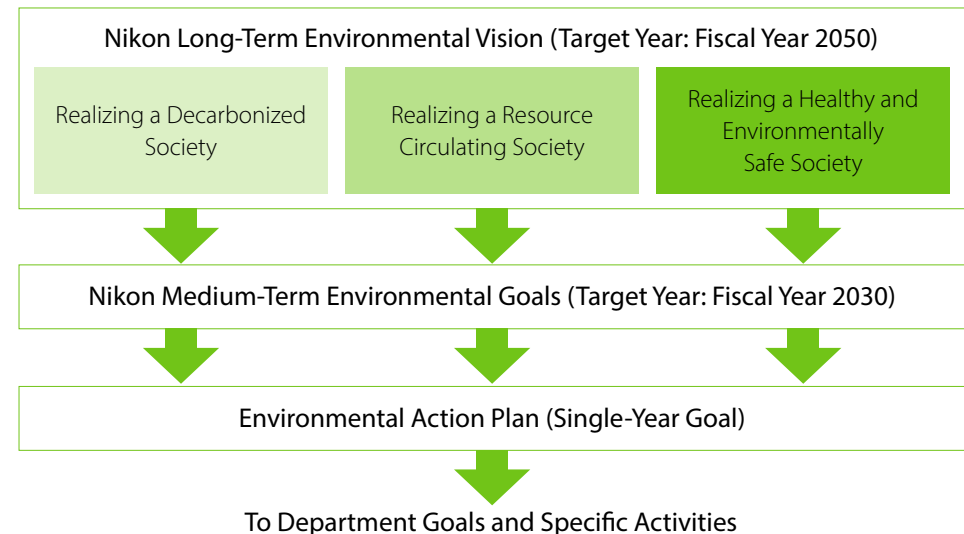 Nikon Long-Term Environmental Vision (Target Year: Fiscal Year 2050)
Realizing a Decarbonized
Society
Realizing a Resource
Circulating Society
Realizing a Healthy and
Environmentally
Safe Society
Nikon Medium-Term Environmental Goals (Target Year: Fiscal Year 2030)
Environmental Action Plan (Single-Year Goal)
To Department Goals and Specific Activities